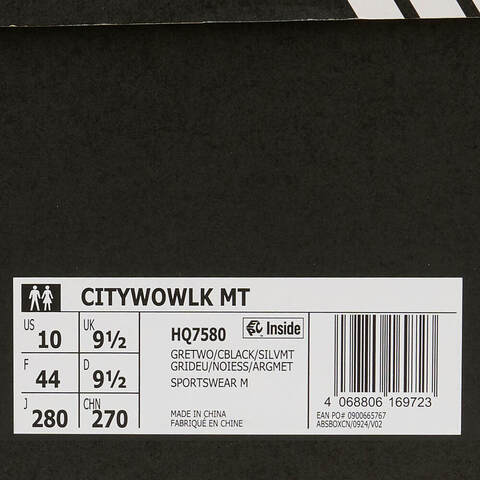 CITYWOWLK MT
US 10 UK 9½
F 44 D 9½
J 280 CHN 270
HQ7580 Inside
GRETWO/CBLACK/SILVMT
GRIDEU/NOIESS/ARGMET
SPORTSWEAR M
MADE IN CHINA
FABRIQUÉ EN CHINE
4 068806 169723
EAN PO# 0900665767
ABSBOXCN/0924/V02